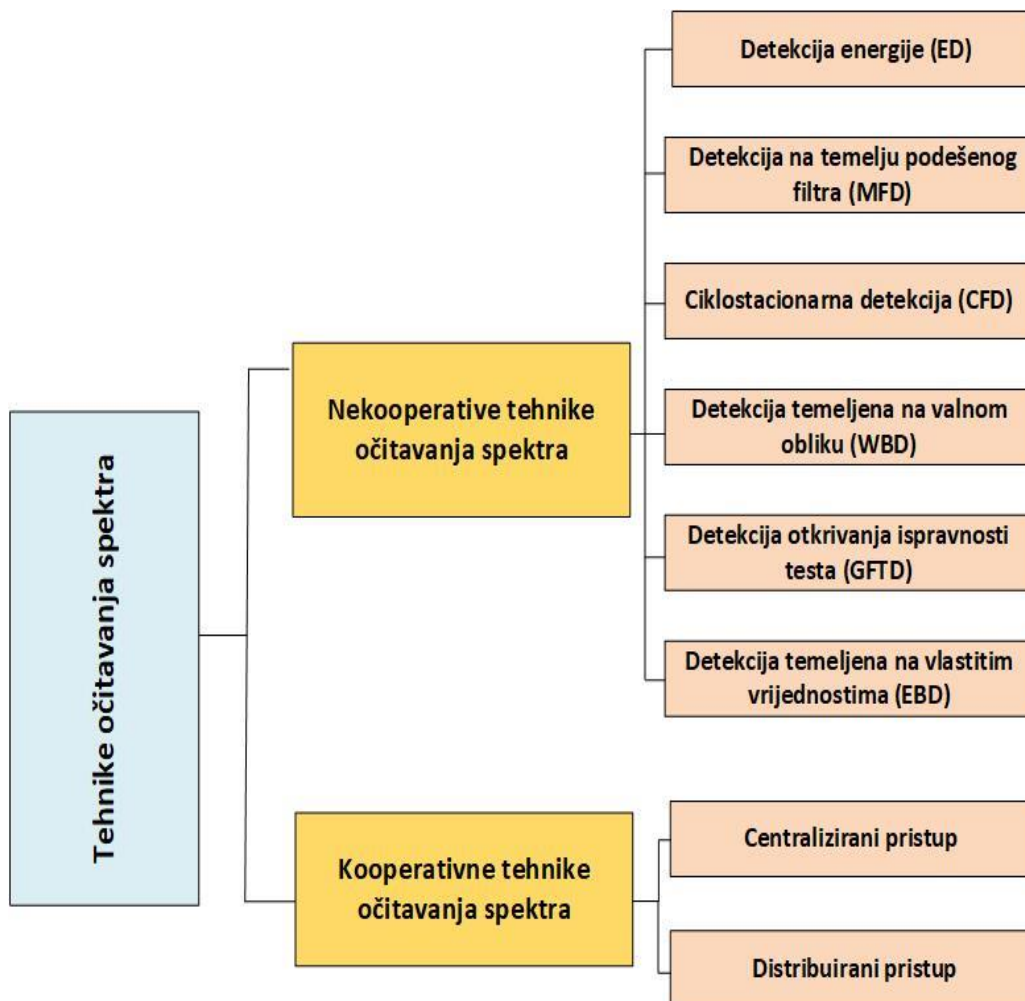 Tehnike očitavanja spektra
Nekooperative tehnike
očitavanja spektra
Detekcija energije (ED)
Detekcija na temelju podešenog
filtra (MFD)
Ciklostacionarna detekcija (CFD)
Detekcija temeljena na valnom
obliku (WBD)
Detekcija otkrivanja ispravnosti
testa (GFTD)
Detekcija temeljena na vlastitim
vrijednostima (EBD)
Kooperativne tehnike
očitavanja spektra
Centralizirani pristup
Distribuirani pristup